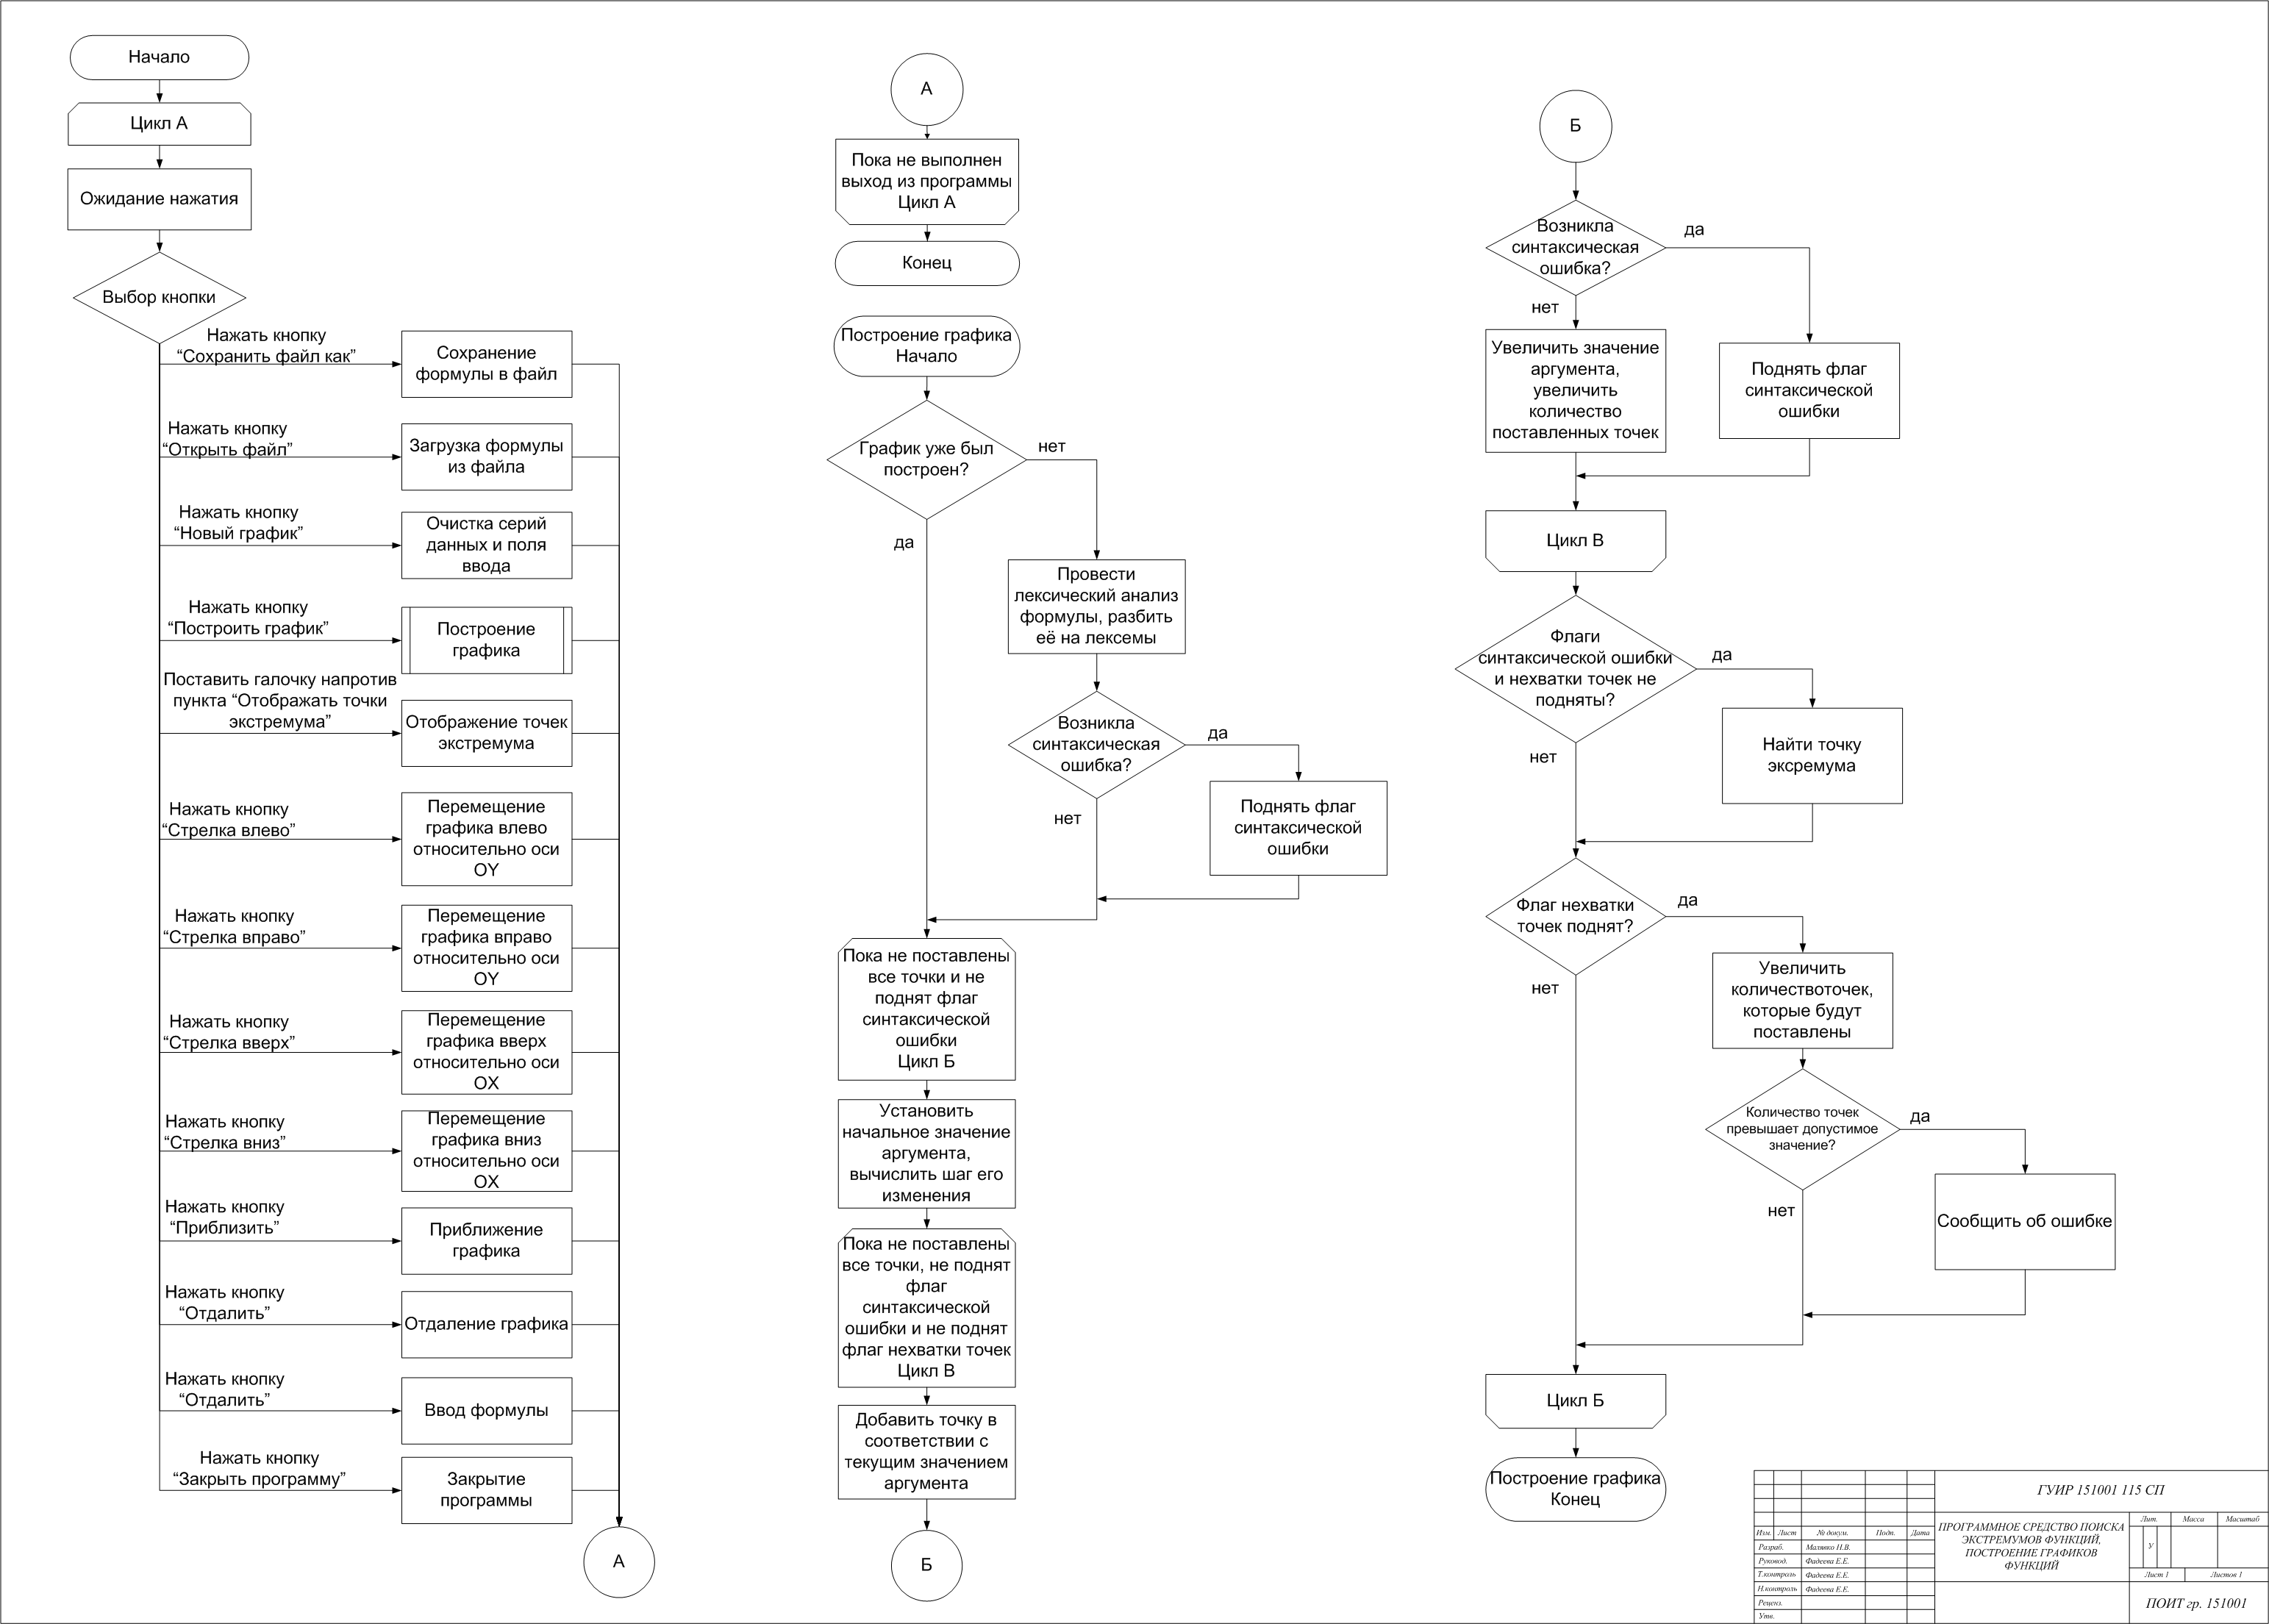 Начало
Цикл А
Ожидание нажатия
Выбор кнопки
Нажать кнопку
“Сохранить файл как”
Сохранение
формулы в файл
Нажать кнопку
“Открыть файл”
Загрузка формулы
из файла
Нажать кнопку
“Новый график”
Очистка серий
данных и поля
ввода
Нажать кнопку
“Построить график”
Построение
графика
Поставить галочку напротив
пункта “Отображать точки
экстремума”
Отображение точек
экстремума
Нажать кнопку
“Стрелка влево”
Перемещение
графика влево
относительно оси
OY
Нажать кнопку
“Стрелка вправо”
Перемещение
графика вправо
относительно оси
OY
Нажать кнопку
“Стрелка вверх”
Перемещение
графика вверх
относительно оси
OX
Нажать кнопку
“Стрелка вниз”
Перемещение
графика вниз
относительно оси
OX
Нажать кнопку
“Приблизить”
Приближение
графика
Нажать кнопку
“Отдалить”
Отдаление графика
Нажать кнопку
“Отдалить”
Ввод формулы
Нажать кнопку
“Закрыть программу”
Закрытие
программы
А
А
Пока не выполнен
выход из программы
Цикл А
Конец
Построение графика
Начало
График уже был
построен?
нет
да
Провести
лексический анализ
формулы, разбить
её на лексемы
Возникла
синтаксическая
ошибка?
да
нет
Поднять флаг
синтаксической
ошибки
Пока не поставлены
все точки и не
поднят флаг
синтаксической
ошибки
Цикл Б
Установить
начальное значение
аргумента,
вычислить шаг его
изменения
Пока не поставлены
все точки, не поднят
флаг
синтаксической
ошибки и не поднят
флаг нехватки точек
Цикл В
Добавить точку в
соответствии с
текущим значением
аргумента
Б
Б
Возникла
синтаксическая
ошибка?
да
нет
Увеличить значение
аргумента,
увеличить
количество
поставленных точек
Поднять флаг
синтаксической
ошибки
Цикл В
Флаги
синтаксической ошибки
и нехватки точек не
подняты?
да
нет
Найти точку
эксремума
Флаг нехватки
точек поднят?
да
нет
Увеличить
количествоточек,
которые будут
поставлены
Количество точек
превышает допустимое
значение?
да
нет
Сообщить об ошибке
Цикл Б
Построение графика
Конец
ГУИР 151001 115 СП
Изм. Лист № докум. Подп. Дата
Разраб. Малявко Н.В.
Руковод. Фадеева Е.Е.
Т.контроль Фадеева Е.Е.
Н.контроль Фадеева Е.Е.
Реценз.
Утв.
ПРОГРАММНОЕ СРЕДСТВО ПОИСКА
ЭКСТРЕМУМОВ ФУНКЦИЙ,
ПОСТРОЕНИЕ ГРАФИКОВ
ФУНКЦИЙ
Лит. Масса Масштаб
У
Лист 1 Листов 1
ПОИТ гр. 151001